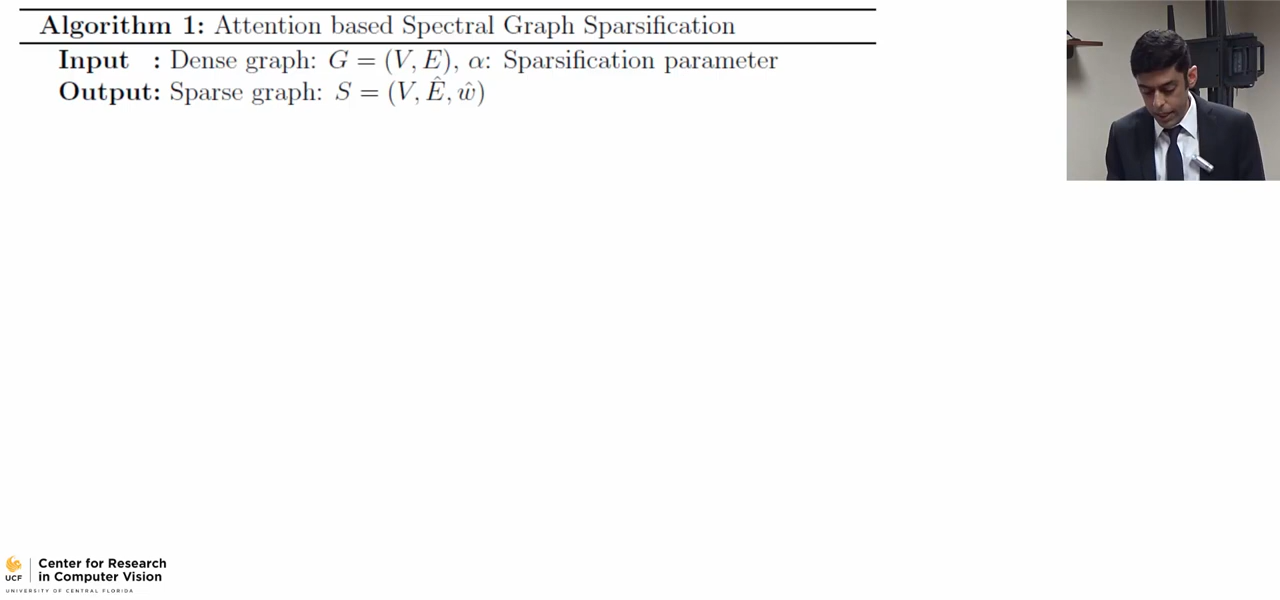 Algorithm 1: Attention based Spectral Graph Sparsification
Input : Dense graph: G = (V, E), α: Sparsification parameter
Output: Sparse graph: S = (V, Ê, ŵ)
UCF
Center for Research
in Computer Vision
UNIVERSITY OF CENTRAL FLORIDA